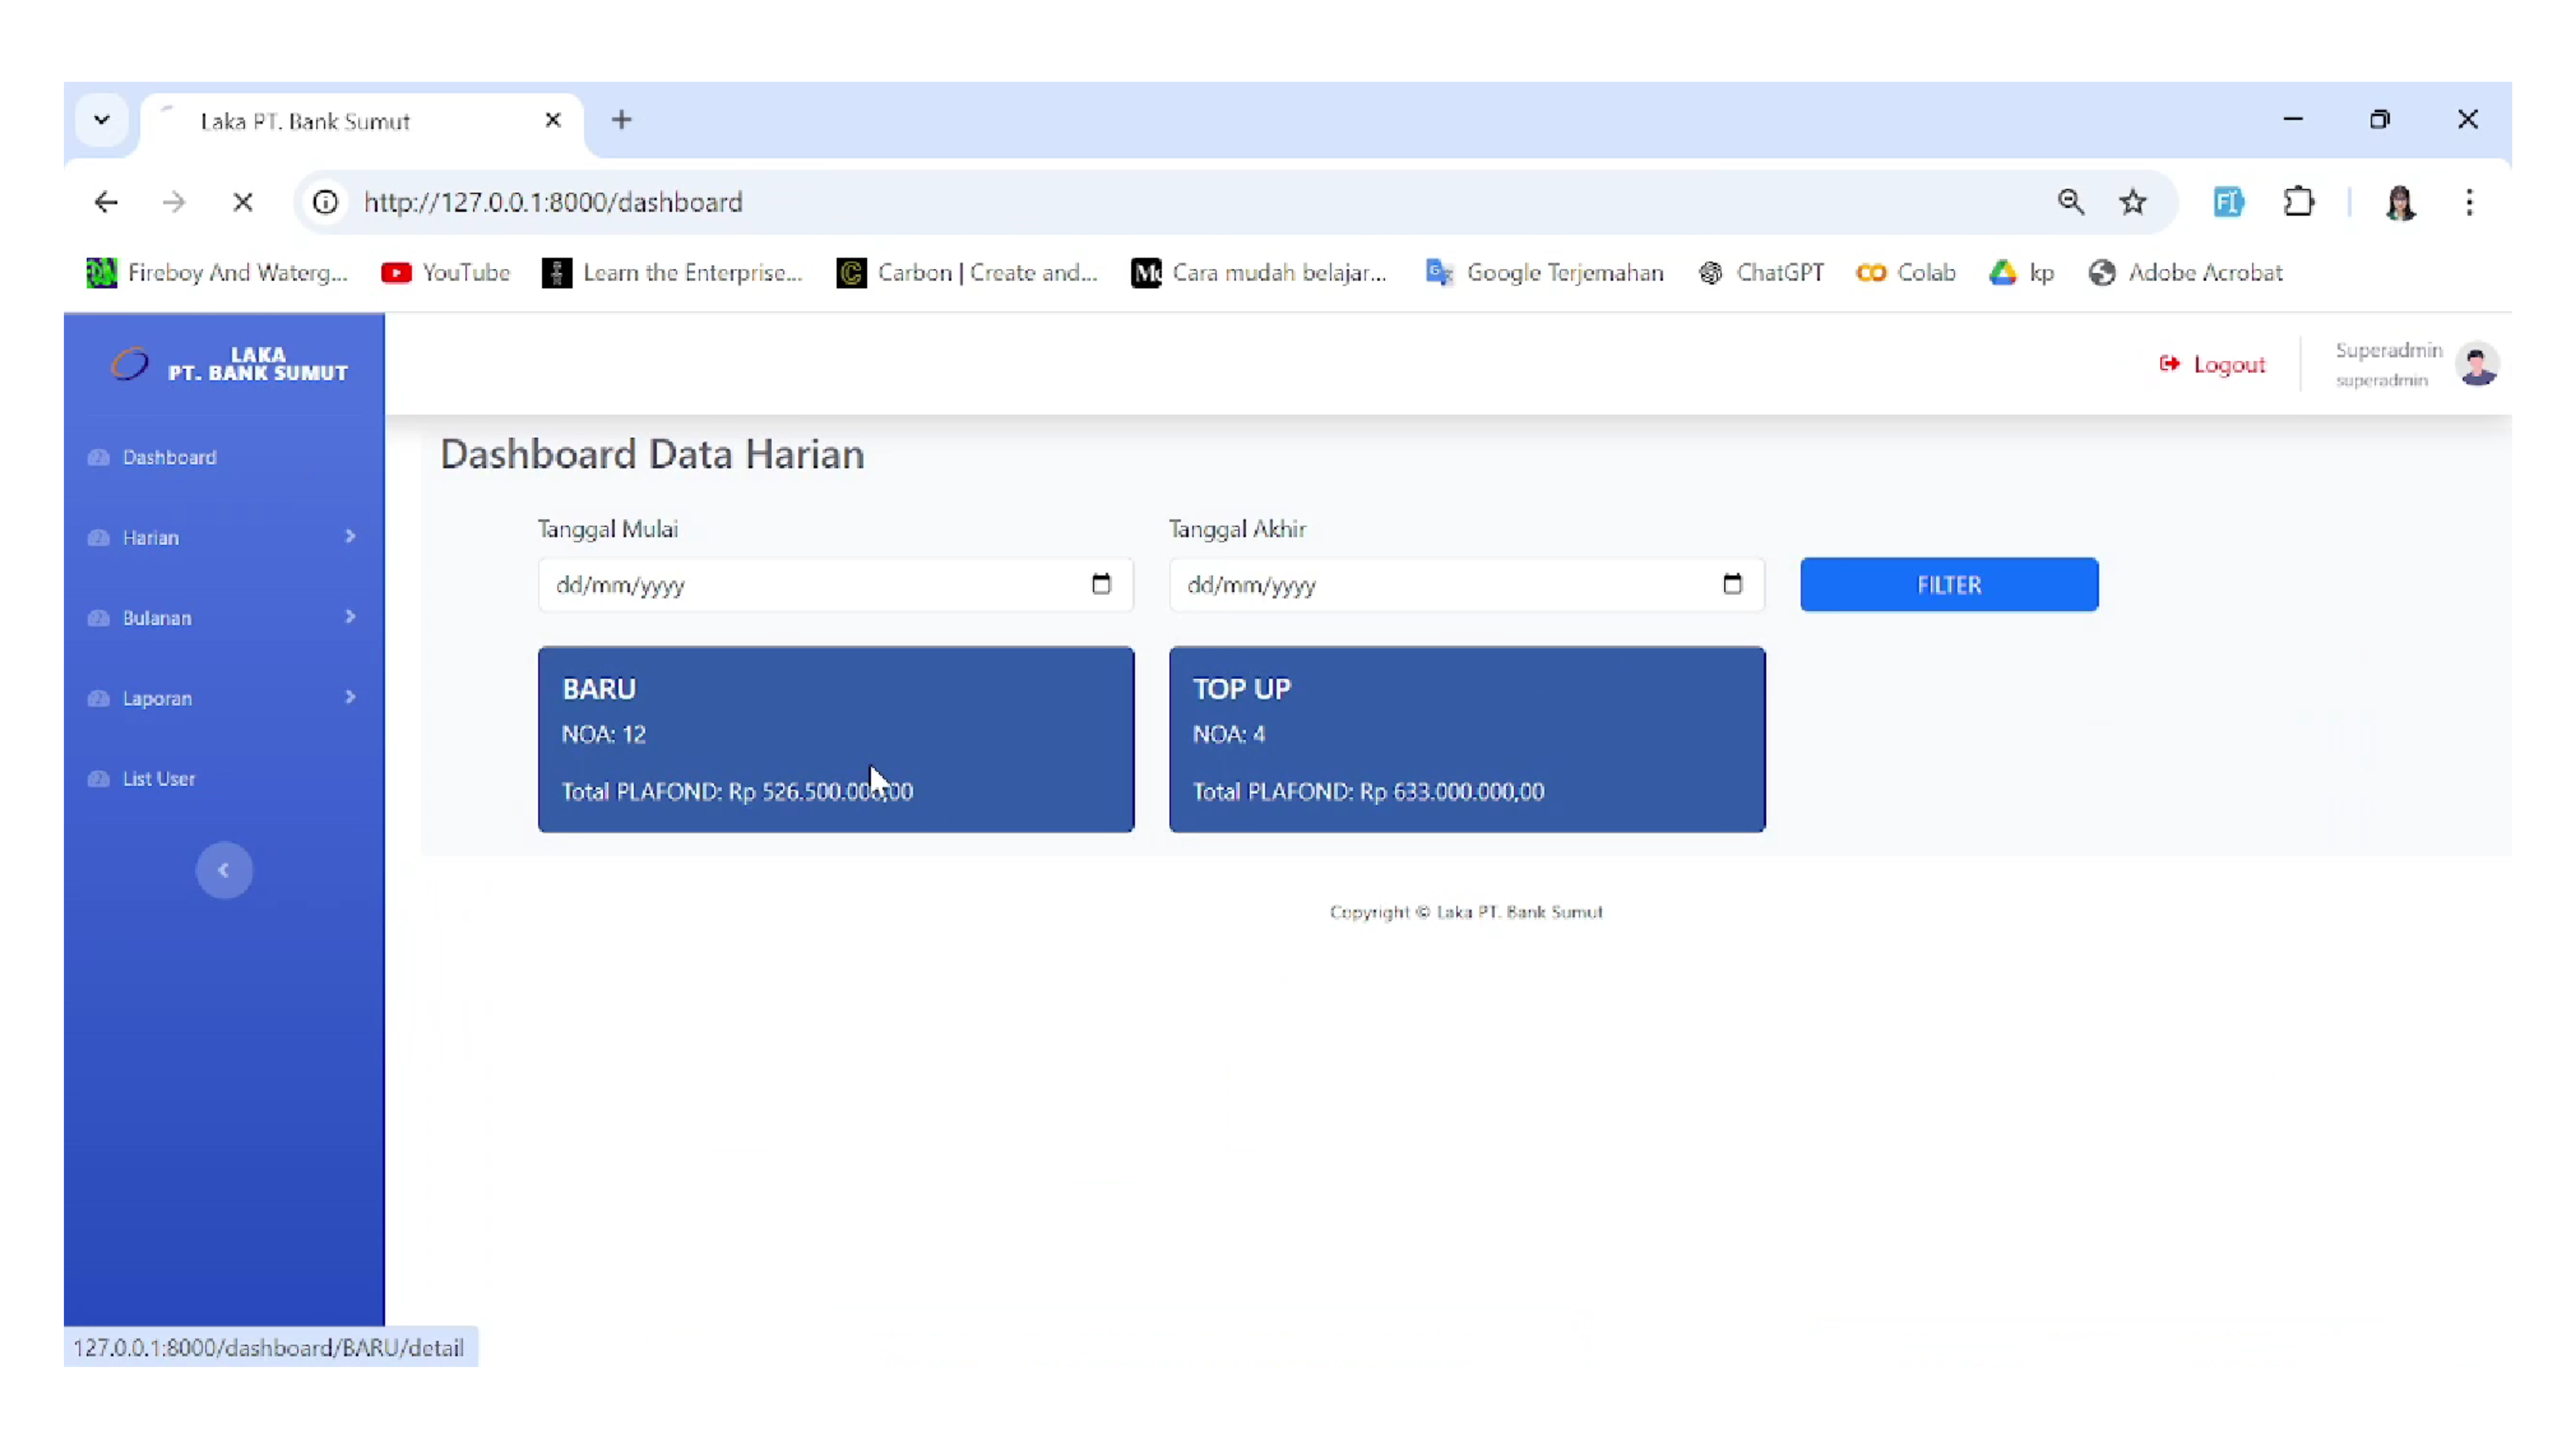 Laka PT. Bank Sumut
http://127.0.0.1:8000/dashboard
Fireboy And Waterg...
YouTube
Learn the Enterprise...
Carbon | Create and...
Cara mudah belajar...
Google Terjemahan
ChatGPT
Colab
kp
Adobe Acrobat
LAKA
PT. BANK SUMUT
Logout
Superadmin
superadmin
Dashboard
Harian
Bulanan
Laporan
List User
Dashboard Data Harian
Tanggal Mulai
Tanggal Akhir
dd/mm/yyyy
dd/mm/yyyy
FILTER
BARU
NOA: 12
Total PLAFOND: Rp 526.500.000,00
TOP UP
NOA: 4
Total PLAFOND: Rp 633.000.000,00
Copyright © Laka PT. Bank Sumut
127.0.0.1:8000/dashboard/BARU/detail